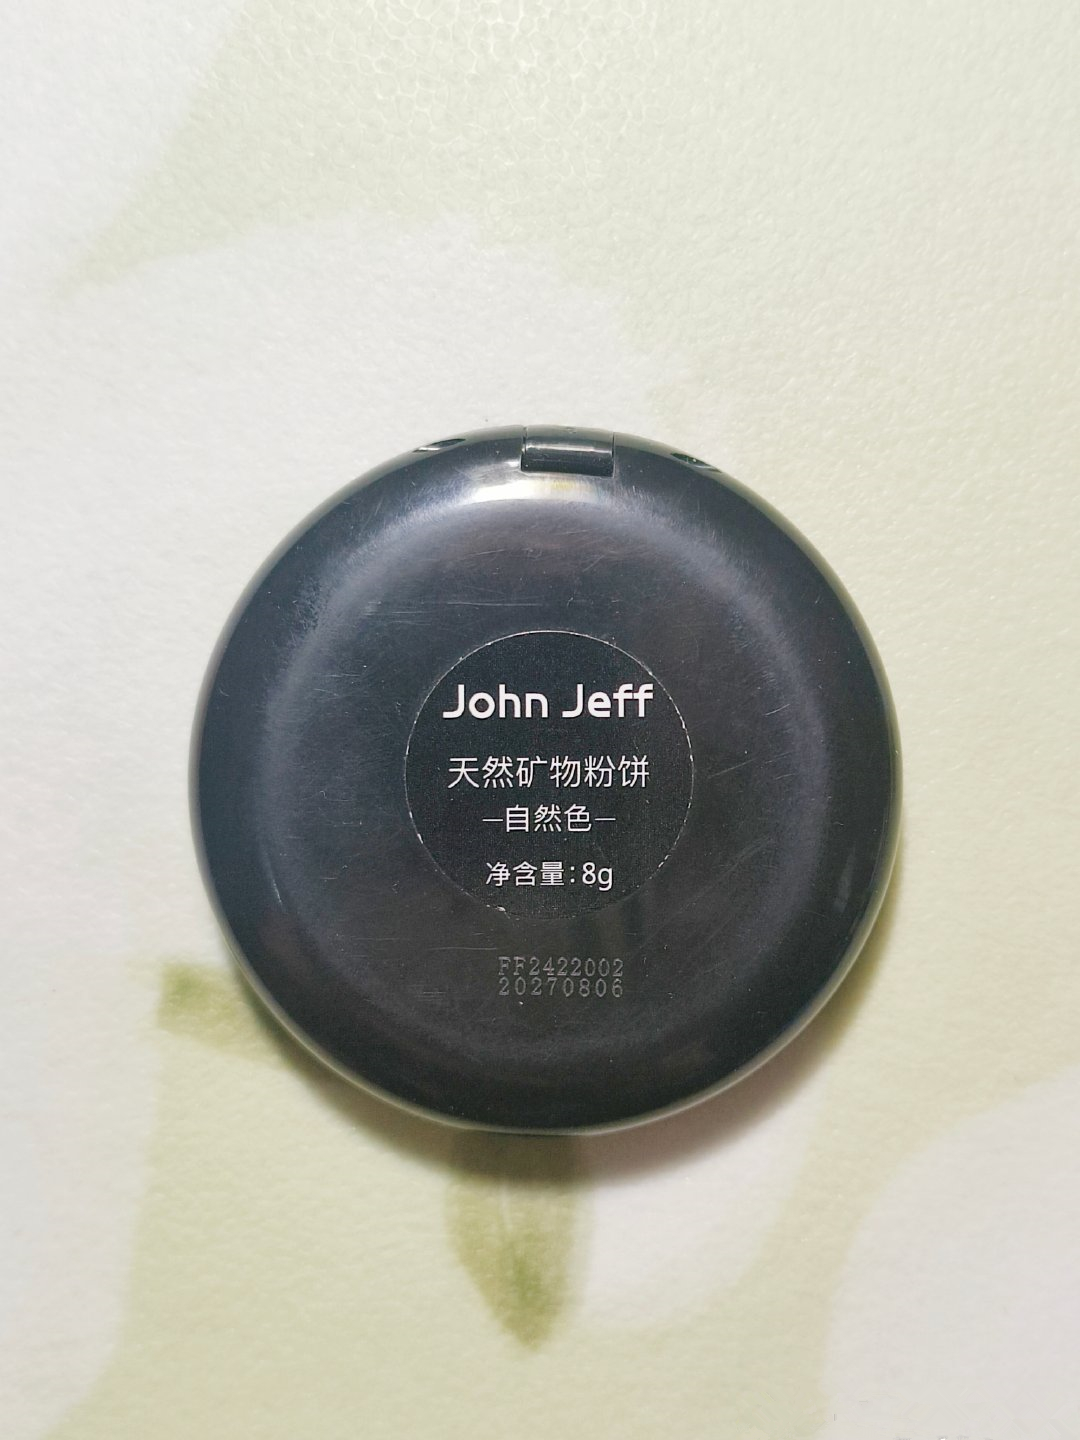 John Jeff
天然矿物粉饼
—自然色—
净含量:8g
FF2422002
20270806